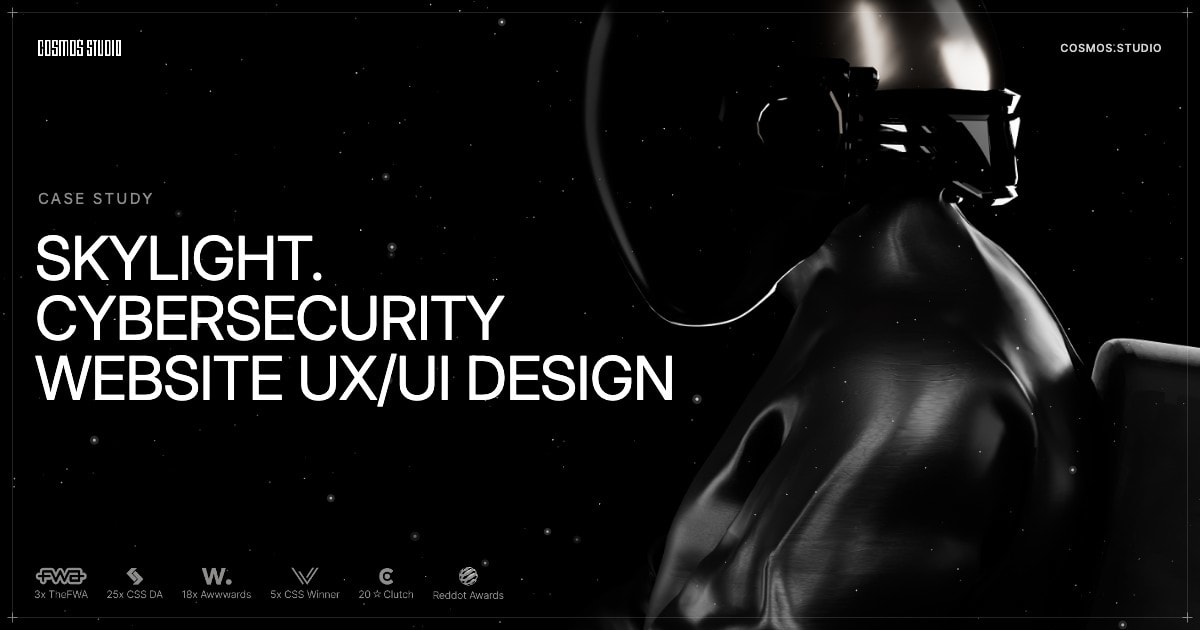 COSMOS STUDIO
COSMOS.STUDIO
CASE STUDY
SKYLIGHT.
CYBERSECURITY
WEBSITE UX/UI DESIGN
FWA
W.
3x TheFWA
25x CSS DA
18x Awwwards
5x CSS Winner
20 ☆ Clutch
Reddot Awards